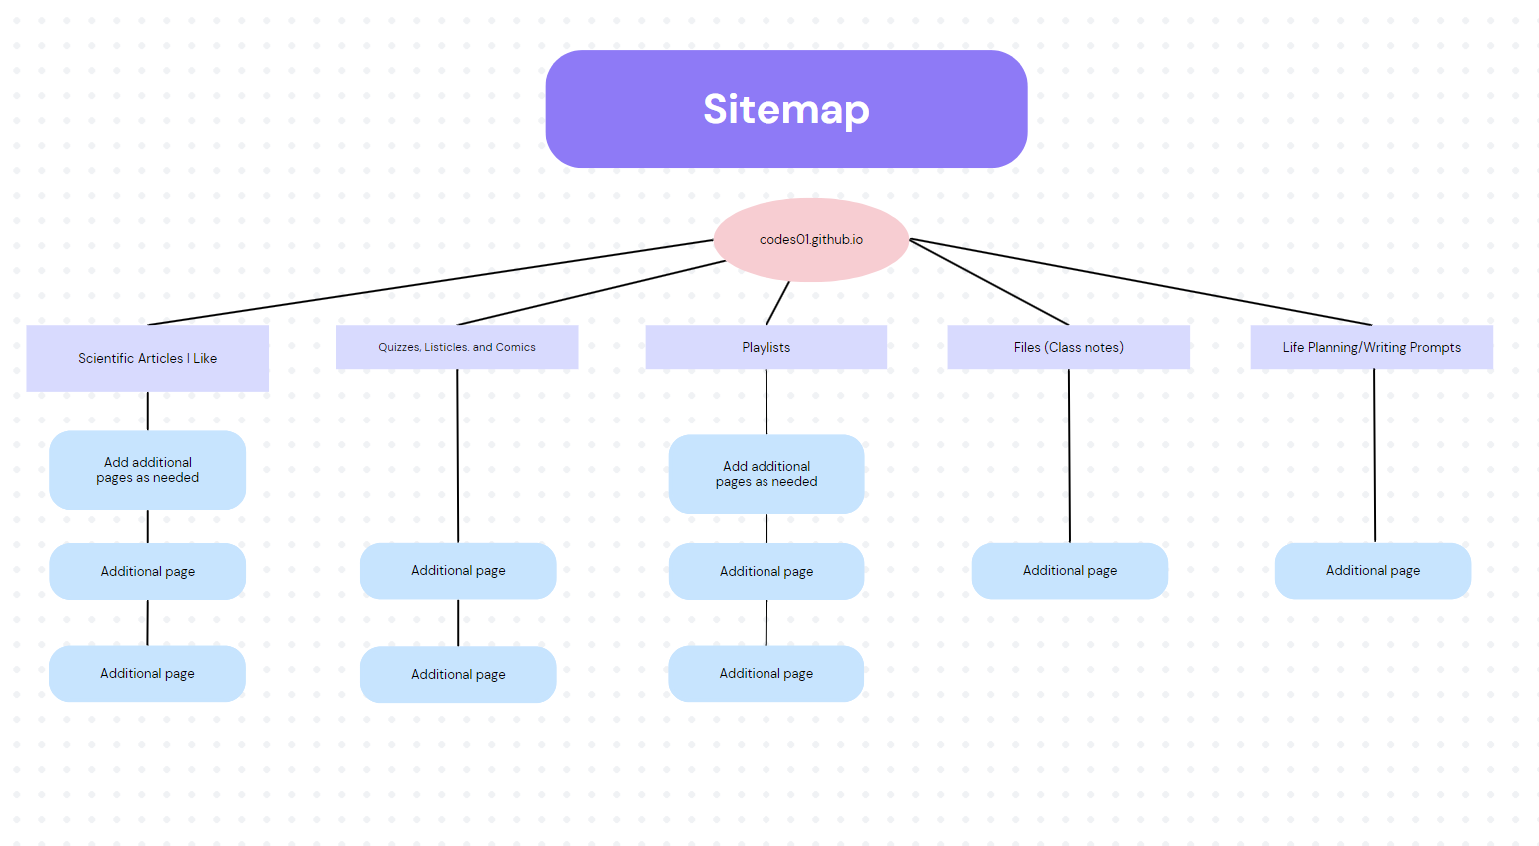 Sitemap
codes01.github.io
Scientific Articles I Like
Quizzes, Listicles. and Comics
Playlists
Files (Class notes)
Life Planning/Writing Prompts
Add additional
pages as needed
Add additional
pages as needed
Additional page
Additional page
Additional page
Additional page
Additional page
Additional page
Additional page
Additional page